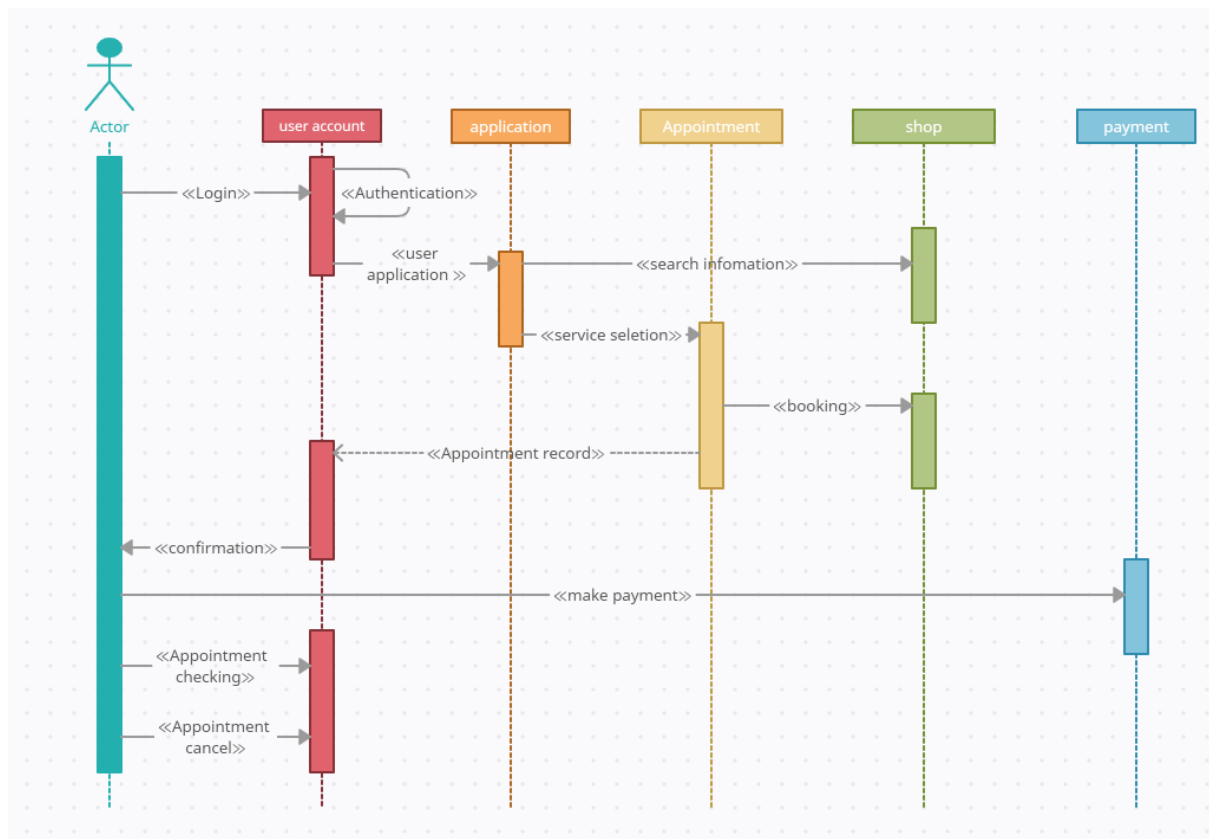 Actor
user account
application
Appointment
shop
payment
≪Login≫
≪Authentication≫
≪user
application ≫
≪search infomation≫
≪service seletion≫
≪booking≫
≪Appointment record≫
≪confirmation≫
≪make payment≫
≪Appointment
checking≫
≪Appointment
cancel≫